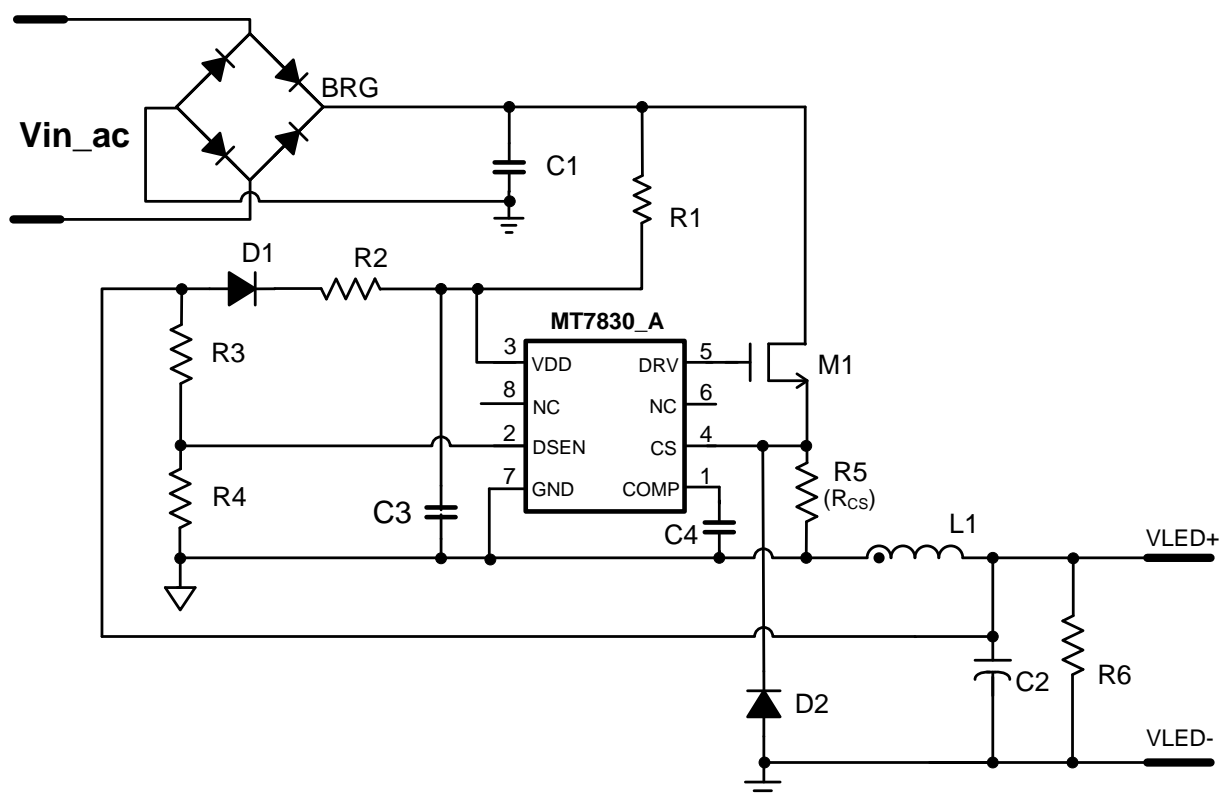 BRG
Vin_ac
C1
R1
D1
R2
MT7830_A
R3
3
VDD
DRV
5
M1
8
NC
NC
6
2
DSEN
CS
4
R4
7
GND
COMP
1
R5
(RCS)
C3
C4
L1
VLED+
C2
R6
D2
VLED-